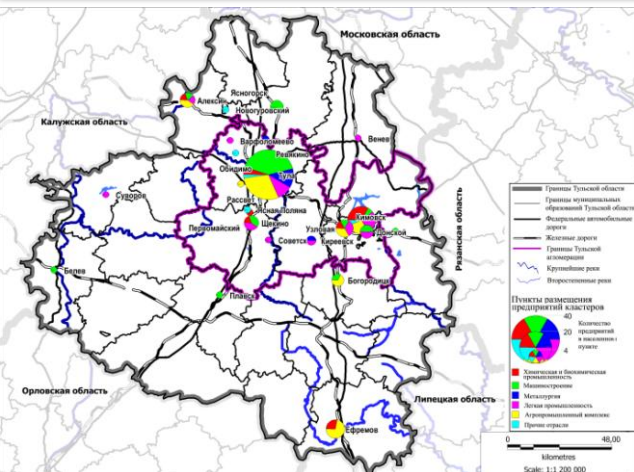 Московская область
Калужская область
Ясногорск
Алексин
Новогуровский
Варфоломеево
Венев
Ревякино
Обидимо
Тула
Суворов
Рассвет
Ясная Поляна
Кимовск
Первомайский
Щекино
Узловая
Донской
Советск
Киреевск
Рязанская область
Белев
Богородицк
Плавск
Орловская область
Липецкая область
Ефремов
Границы Тульской области
Границы муниципальных
образований Тульской области
Федеральные автомобильные
дороги
Железные дороги
Границы Тульской
агломерации
Крупнейшие реки
Второстепенные реки
Пункты размещения
предприятий кластеров
40
20
4
Количество
предприятий
в населенном
пункте
Химическая и биохимическая
промышленность
Машиностроение
Металлургия
Легкая промышленность
Агропромышленный комплекс
Прочие отрасли
0
48,00
kilometres
Scale: 1:1 200 000